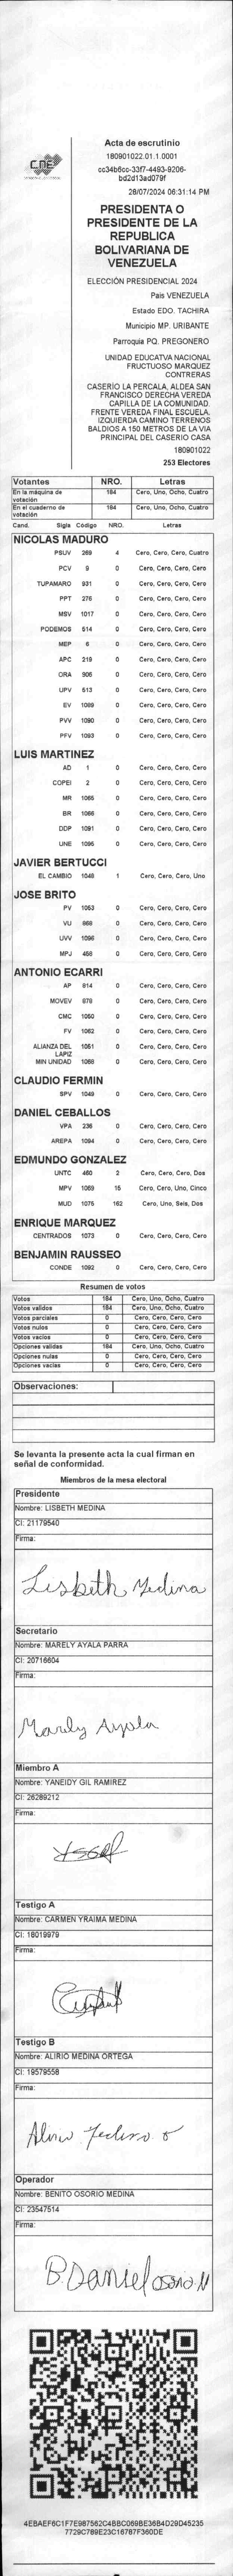 CNE
Acta de escrutinio
180901022.01.1.0001
cc34b6cc-33f7-4493-9206-
bd2d13ad079f
28/07/2024 06:31:14 PM
PRESIDENTA O
PRESIDENTE DE LA
REPUBLICA
BOLIVARIANA DE
VENEZUELA
ELECCIÓN PRESIDENCIAL 2024
Pais VENEZUELA
Estado EDO. TACHIRA
Municipio MP. URIBANTE
Parroquia PQ. PREGONERO
UNIDAD EDUCATIVA NACIONAL
FRUCTUOSO MARQUEZ
CONTRERAS
CASERÍO LA PERCALA, ALDEA SAN
FRANCISCO DERECHA VEREDA
CAPILLA DE LA COMUNIDAD.
FRENTE VEREDA FINAL ESCUELA.
IZQUIERDA CAMINO TERRENOS
BALDIOS A 150 METROS DE LA VIA
PRINCIPAL DEL CASERIO CASA
180901022
253 Electores
Votantes NRO. Letras
En la máquina de votación 184 Cero, Uno, Ocho, Cuatro
En el cuaderno de votación 184 Cero, Uno, Ocho, Cuatro
Cand. Sigla Codigo NRO. Letras
NICOLAS MADURO
PSUV 269 4 Cero, Cero, Cero, Cuatro
PCV 9 0 Cero, Cero, Cero, Cero
TUPAMARO 931 0 Cero, Cero, Cero, Cero
PPT 276 0 Cero, Cero, Cero, Cero
MSV 1017 0 Cero, Cero, Cero, Cero
PODEMOS 514 0 Cero, Cero, Cero, Cero
MEP 6 0 Cero, Cero, Cero, Cero
APC 219 0 Cero, Cero, Cero, Cero
ORA 906 0 Cero, Cero, Cero, Cero
UPV 513 0 Cero, Cero, Cero, Cero
EV 1089 0 Cero, Cero, Cero, Cero
PVV 1090 0 Cero, Cero, Cero, Cero
PFV 1093 0 Cero, Cero, Cero, Cero
LUIS MARTINEZ
AD 1 0 Cero, Cero, Cero, Cero
COPEI 2 0 Cero, Cero, Cero, Cero
MR 1065 0 Cero, Cero, Cero, Cero
BR 1066 0 Cero, Cero, Cero, Cero
DDP 1091 0 Cero, Cero, Cero, Cero
UNE 1095 0 Cero, Cero, Cero, Cero
JAVIER BERTUCCI
EL CAMBIO 1048 1 Cero, Cero, Cero, Uno
JOSE BRITO
PV 1053 0 Cero, Cero, Cero, Cero
VU 968 0 Cero, Cero, Cero, Cero
UVV 1096 0 Cero, Cero, Cero, Cero
MPJ 458 0 Cero, Cero, Cero, Cero
ANTONIO ECARRI
AP 814 0 Cero, Cero, Cero, Cero
MOVEV 879 0 Cero, Cero, Cero, Cero
CMC 1050 0 Cero, Cero, Cero, Cero
FV 1062 0 Cero, Cero, Cero, Cero
ALIANZA DEL LAPIZ 1051 0 Cero, Cero, Cero, Cero
MIN UNIDAD 1068 0 Cero, Cero, Cero, Cero
CLAUDIO FERMIN
SPV 1049 0 Cero, Cero, Cero, Cero
DANIEL CEBALLOS
VPA 236 0 Cero, Cero, Cero, Cero
AREPA 1094 0 Cero, Cero, Cero, Cero
EDMUNDO GONZALEZ
UNTC 460 2 Cero, Cero, Cero, Dos
MPV 1069 15 Cero, Cero, Uno, Cinco
MUD 1075 162 Cero, Uno, Seis, Dos
ENRIQUE MARQUEZ
CENTRADOS 1073 0 Cero, Cero, Cero, Cero
BENJAMIN RAUSSEO
CONDE 1092 0 Cero, Cero, Cero, Cero
Resumen de votos
Votos 184 Cero, Uno, Ocho, Cuatro
Votos validos 184 Cero, Uno, Ocho, Cuatro
Votos parciales 0 Cero, Cero, Cero, Cero
Votos nulos 0 Cero, Cero, Cero, Cero
Votos vacios 0 Cero, Cero, Cero, Cero
Opciones validas 184 Cero, Uno, Ocho, Cuatro
Opciones nulas 0 Cero, Cero, Cero, Cero
Opciones vacias 0 Cero, Cero, Cero, Cero
Observaciones:
Se levanta la presente acta la cual firman en
señal de conformidad.
Miembros de la mesa electoral
Presidente
Nombre: LISBETH MEDINA
CI: 21179540
Firma:
Lisbeth Medina
Secretario
Nombre: MARELY AYALA PARRA
CI: 20716604
Firma:
Marely Ayala
Miembro A
Nombre: YANEIDY GIL RAMIREZ
CI: 26289212
Firma:
Testigo A
Nombre: CARMEN YRAIMA MEDINA
CI: 18019979
Firma:
Testigo B
Nombre: ALIRIO MEDINA ORTEGA
CI: 19579558
Firma:
Operador
Nombre: BENITO OSORIO MEDINA
CI: 23547514
Firma:
B. Daniel Osorio M
4EBAEF6C1F7E987562C4BBC069BE36B4D29D45235
7729C789E23C16787F360DE